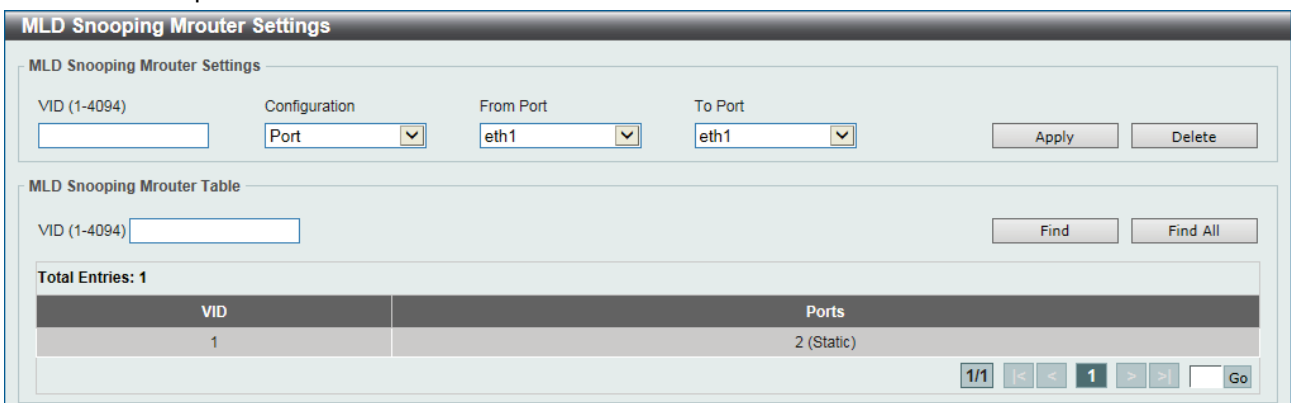 MLD Snooping Mrouter Settings
MLD Snooping Mrouter Settings
VID (1-4094) Configuration From Port To Port
Port eth1 eth1 Apply Delete
MLD Snooping Mrouter Table
VID (1-4094) Find Find All
Total Entries: 1
VID Ports
1 2 (Static)
1/1 |< < 1 > >| Go